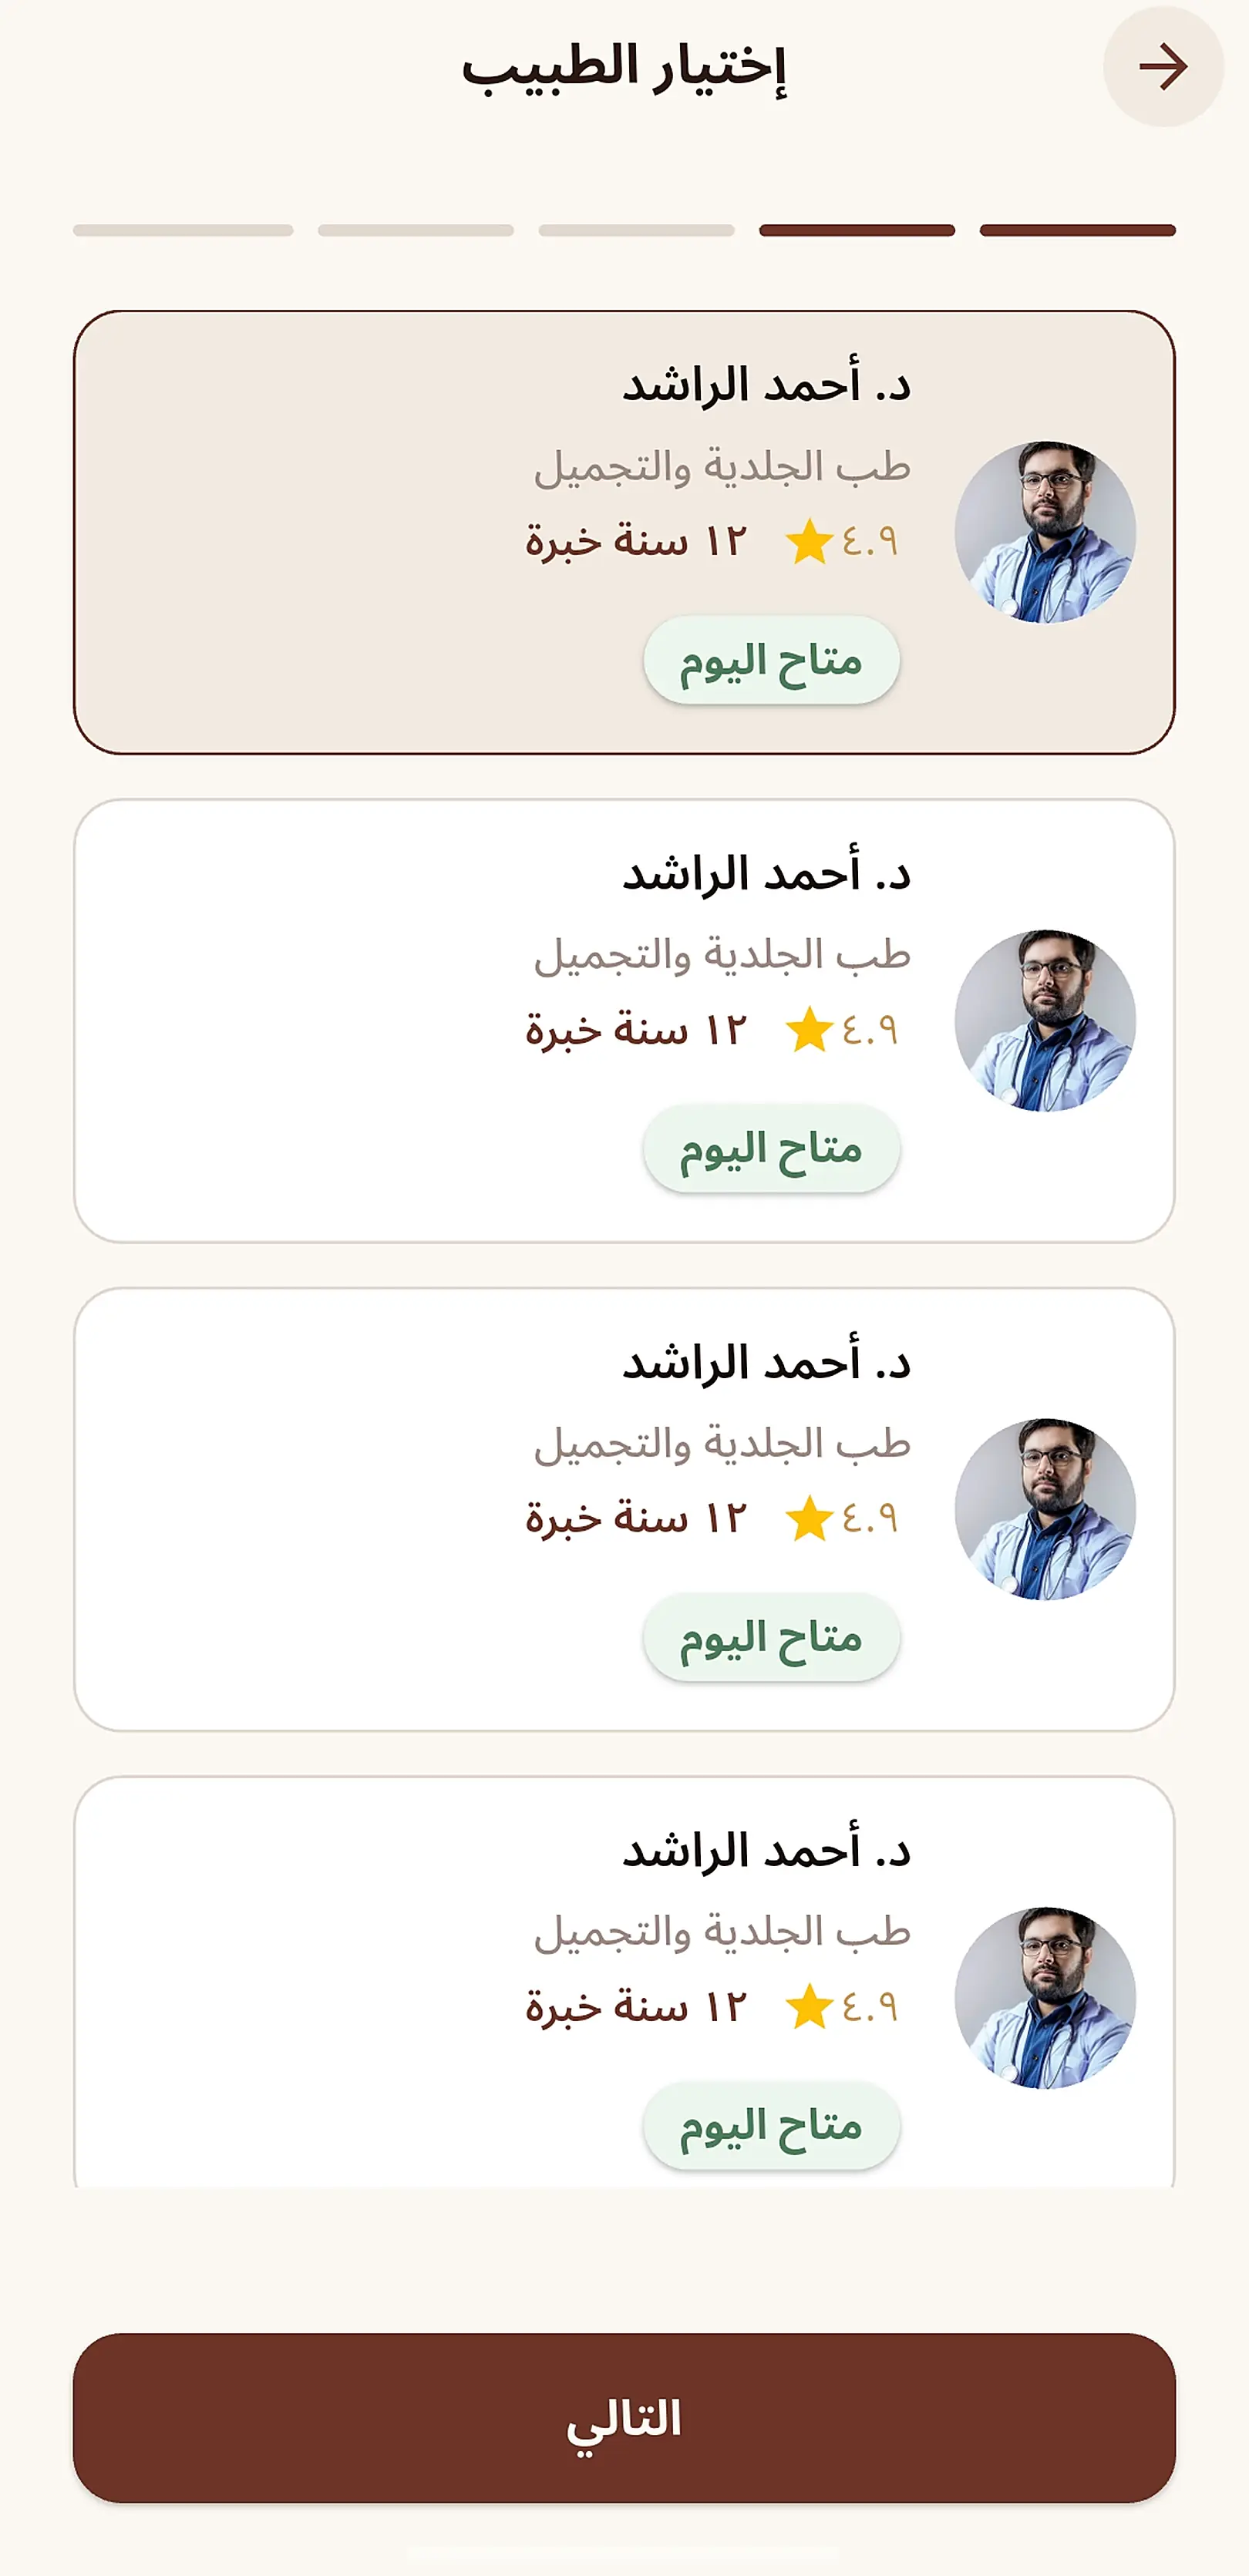 إختيار الطبيب
د. أحمد الراشد
طب الجلدية والتجميل
٤.٩ ١٢ سنة خبرة
متاح اليوم
د. أحمد الراشد
طب الجلدية والتجميل
٤.٩ ١٢ سنة خبرة
متاح اليوم
د. أحمد الراشد
طب الجلدية والتجميل
٤.٩ ١٢ سنة خبرة
متاح اليوم
د. أحمد الراشد
طب الجلدية والتجميل
٤.٩ ١٢ سنة خبرة
متاح اليوم
التالي